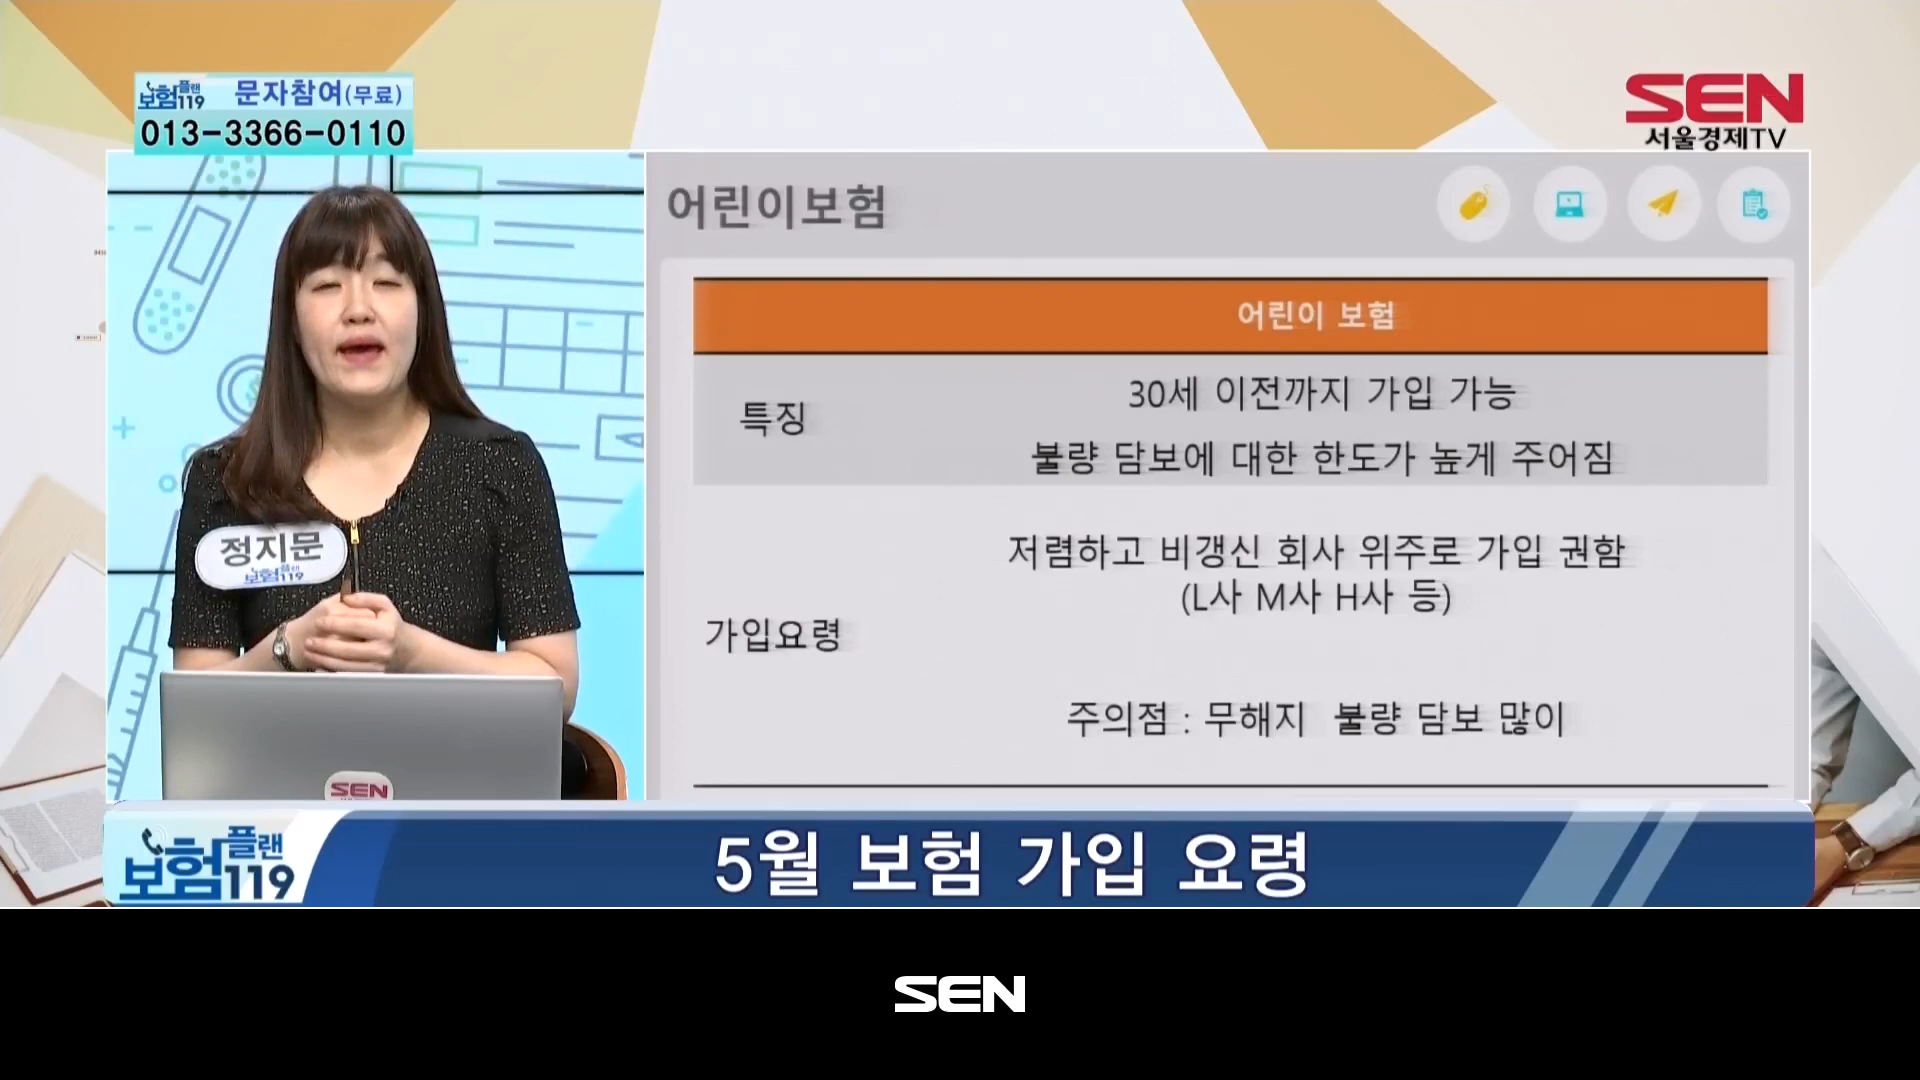 보험플랜119 문자참여(무료)
013-3366-0110
SEN
서울경제TV
어린이보험
어린이 보험
특징
30세 이전까지 가입 가능
불량 담보에 대한 한도가 높게 주어짐
가입요령
저렴하고 비갱신 회사 위주로 가입 권함
(L사 M사 H사 등)
주의점 : 무해지 불량 담보 많이
정지문
보험플랜119
SEN
보험플랜119
5월 보험 가입 요령
SEN